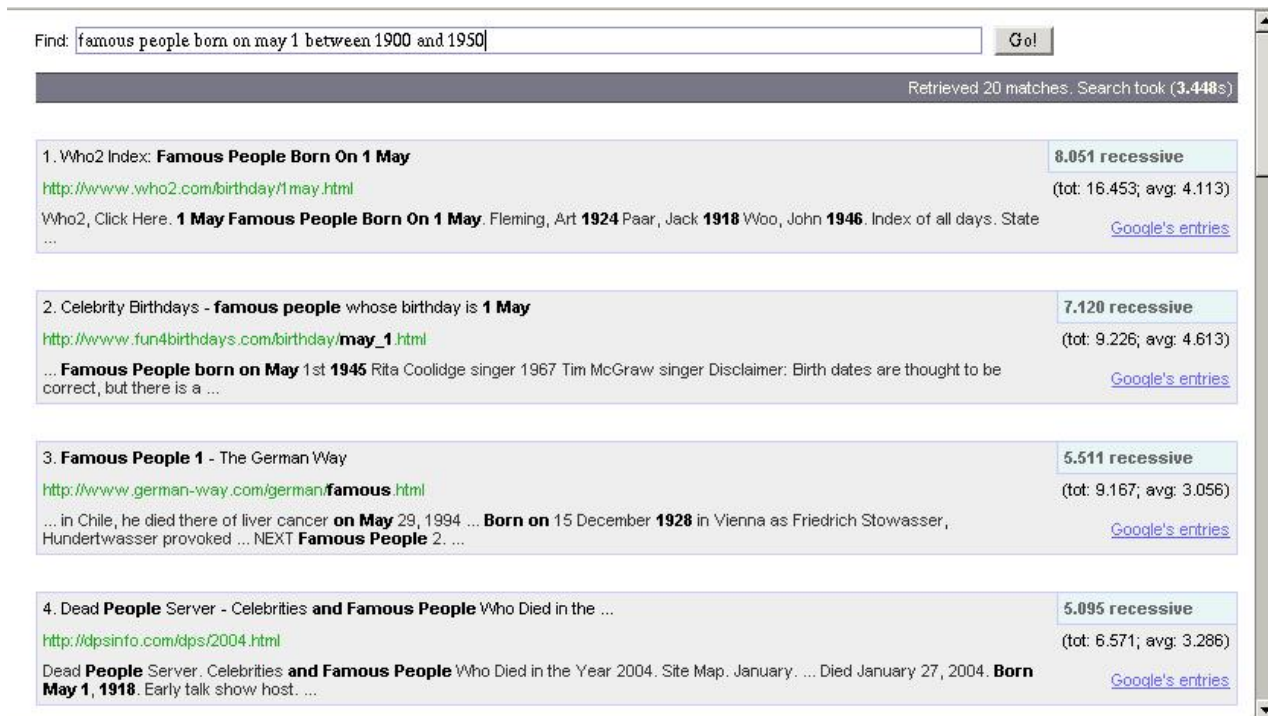 Find: famous people born on may 1 between 1900 and 1950 Go!
Retrieved 20 matches. Search took (3.448s)
1. Who2 Index: Famous People Born On 1 May 8.051 recessive
http://www.who2.com/birthday/1may.html (tot: 16.453; avg: 4.113)
Who2, Click Here. 1 May Famous People Born On 1 May. Fleming, Art 1924 Paar, Jack 1918 Woo, John 1946. Index of all days. State
... Google's entries
2. Celebrity Birthdays - famous people whose birthday is 1 May 7.120 recessive
http://www.fun4birthdays.com/birthday/may_1.html (tot: 9.226; avg: 4.613)
... Famous People born on May 1st 1945 Rita Coolidge singer 1967 Tim McGraw singer Disclaimer: Birth dates are thought to be
correct, but there is a ... Google's entries
3. Famous People 1 - The German Way 5.511 recessive
http://www.german-way.com/german/famous.html (tot: 9.167; avg: 3.056)
... in Chile, he died there of liver cancer on May 29, 1994 ... Born on 15 December 1928 in Vienna as Friedrich Stowasser,
Hundertwasser provoked ... NEXT Famous People 2. ... Google's entries
4. Dead People Server - Celebrities and Famous People Who Died in the ... 5.095 recessive
http://dpsinfo.com/dps/2004.html (tot: 6.571; avg: 3.286)
Dead People Server. Celebrities and Famous People Who Died in the Year 2004. Site Map. January. ... Died January 27, 2004. Born
May 1, 1918. Early talk show host. ... Google's entries